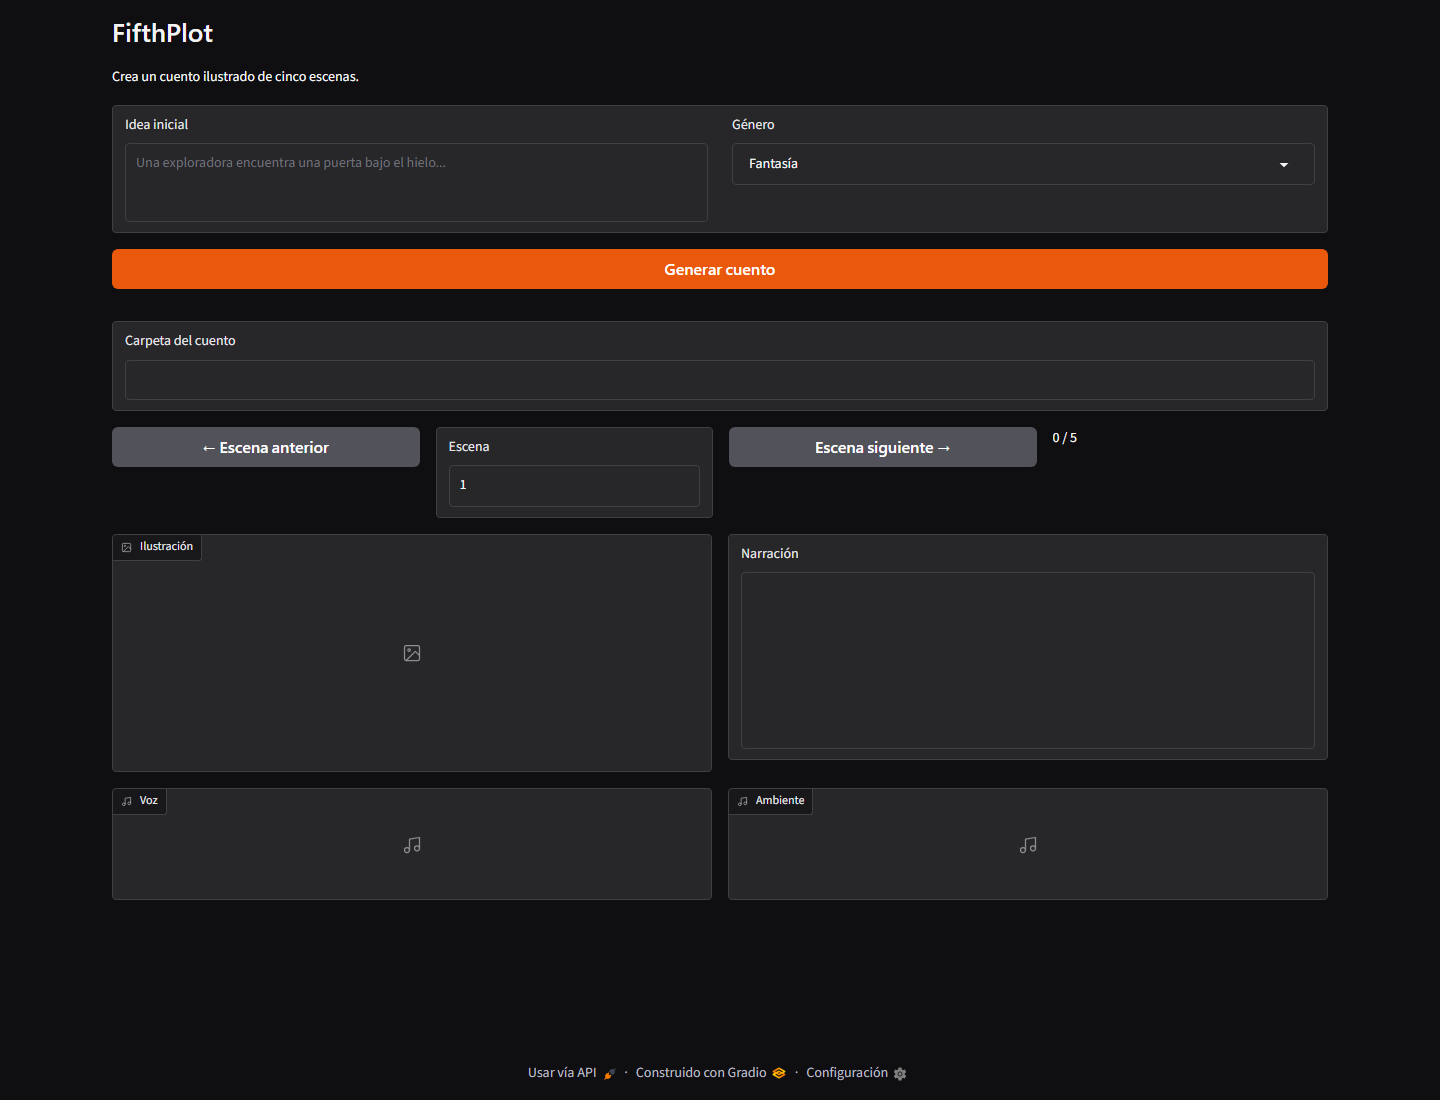 FifthPlot
Crea un cuento ilustrado de cinco escenas.
Idea inicial
Una exploradora encuentra una puerta bajo el hielo...
Género
Fantasía
Generar cuento
Carpeta del cuento
← Escena anterior
Escena
1
Escena siguiente →
0 / 5
Ilustración
Narración
Voz
Ambiente
Usar vía API · Construido con Gradio · Configuración